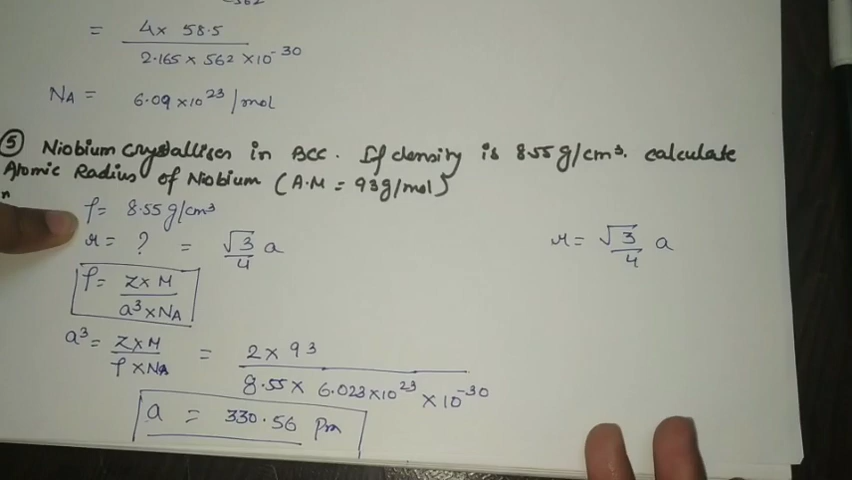 = 4 x 58.5
2.165 x 562 x 10^-30
NA = 6.09 x 10^23 / mol
⑤ Niobium crystallises in BCC. If density is 8.55 g/cm³. calculate
Atomic Radius of Niobium (A.M = 93g/mol)
ρ = 8.55 g/cm³
r = ? = √3/4 a
r = √3/4 a
ρ = Z x M / a³ x NA
a³ = Z x M / ρ x NA = 2 x 93 / 8.55 x 6.023 x 10^23 x 10^-30
a = 330.56 Pm